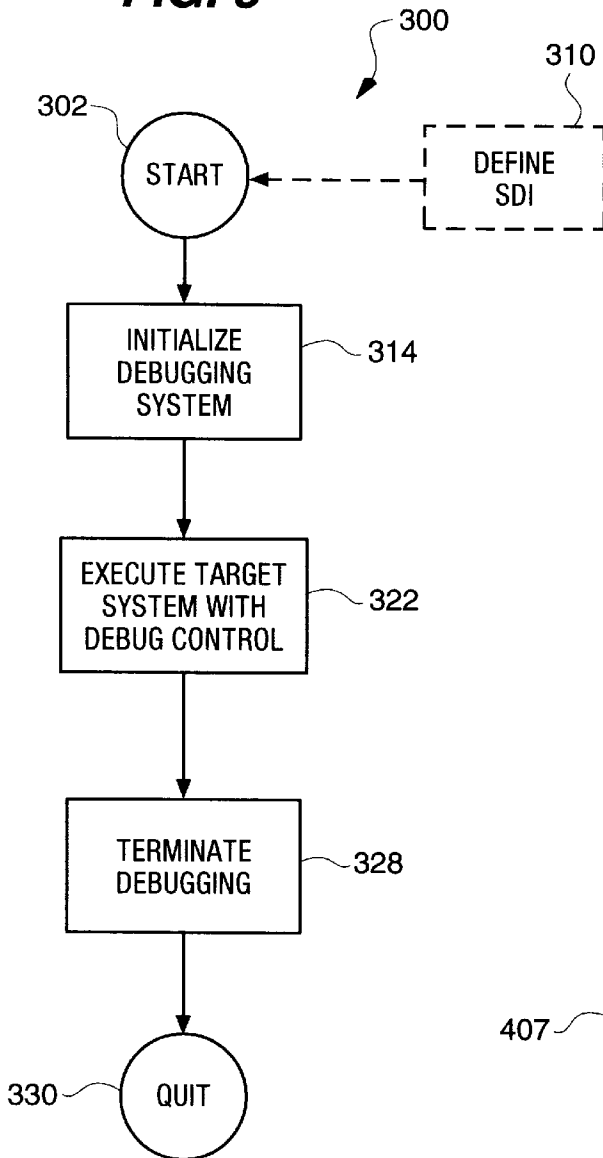 300
310
302
START
DEFINE
SDI
INITIALIZE
DEBUGGING
SYSTEM
314
EXECUTE TARGET
SYSTEM WITH
DEBUG CONTROL
322
TERMINATE
DEBUGGING
328
407
330
QUIT